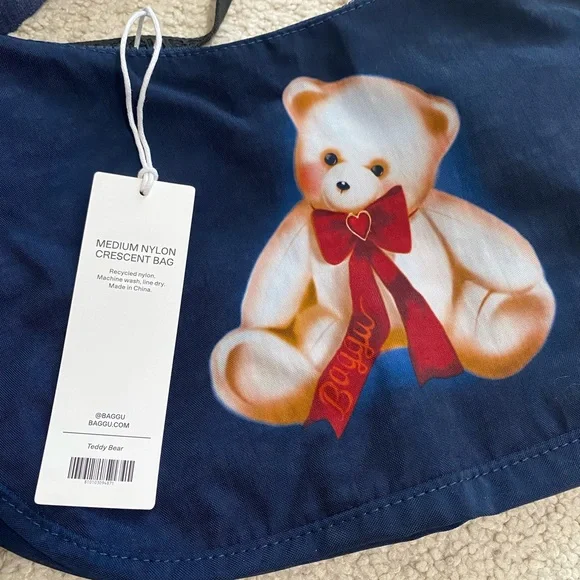 MEDIUM NYLON
CRESCENT BAG
Recycled nylon.
Machine wash, line dry.
Made in China.
@BAGGU
BAGGU.COM
Teddy Bear
Baggu